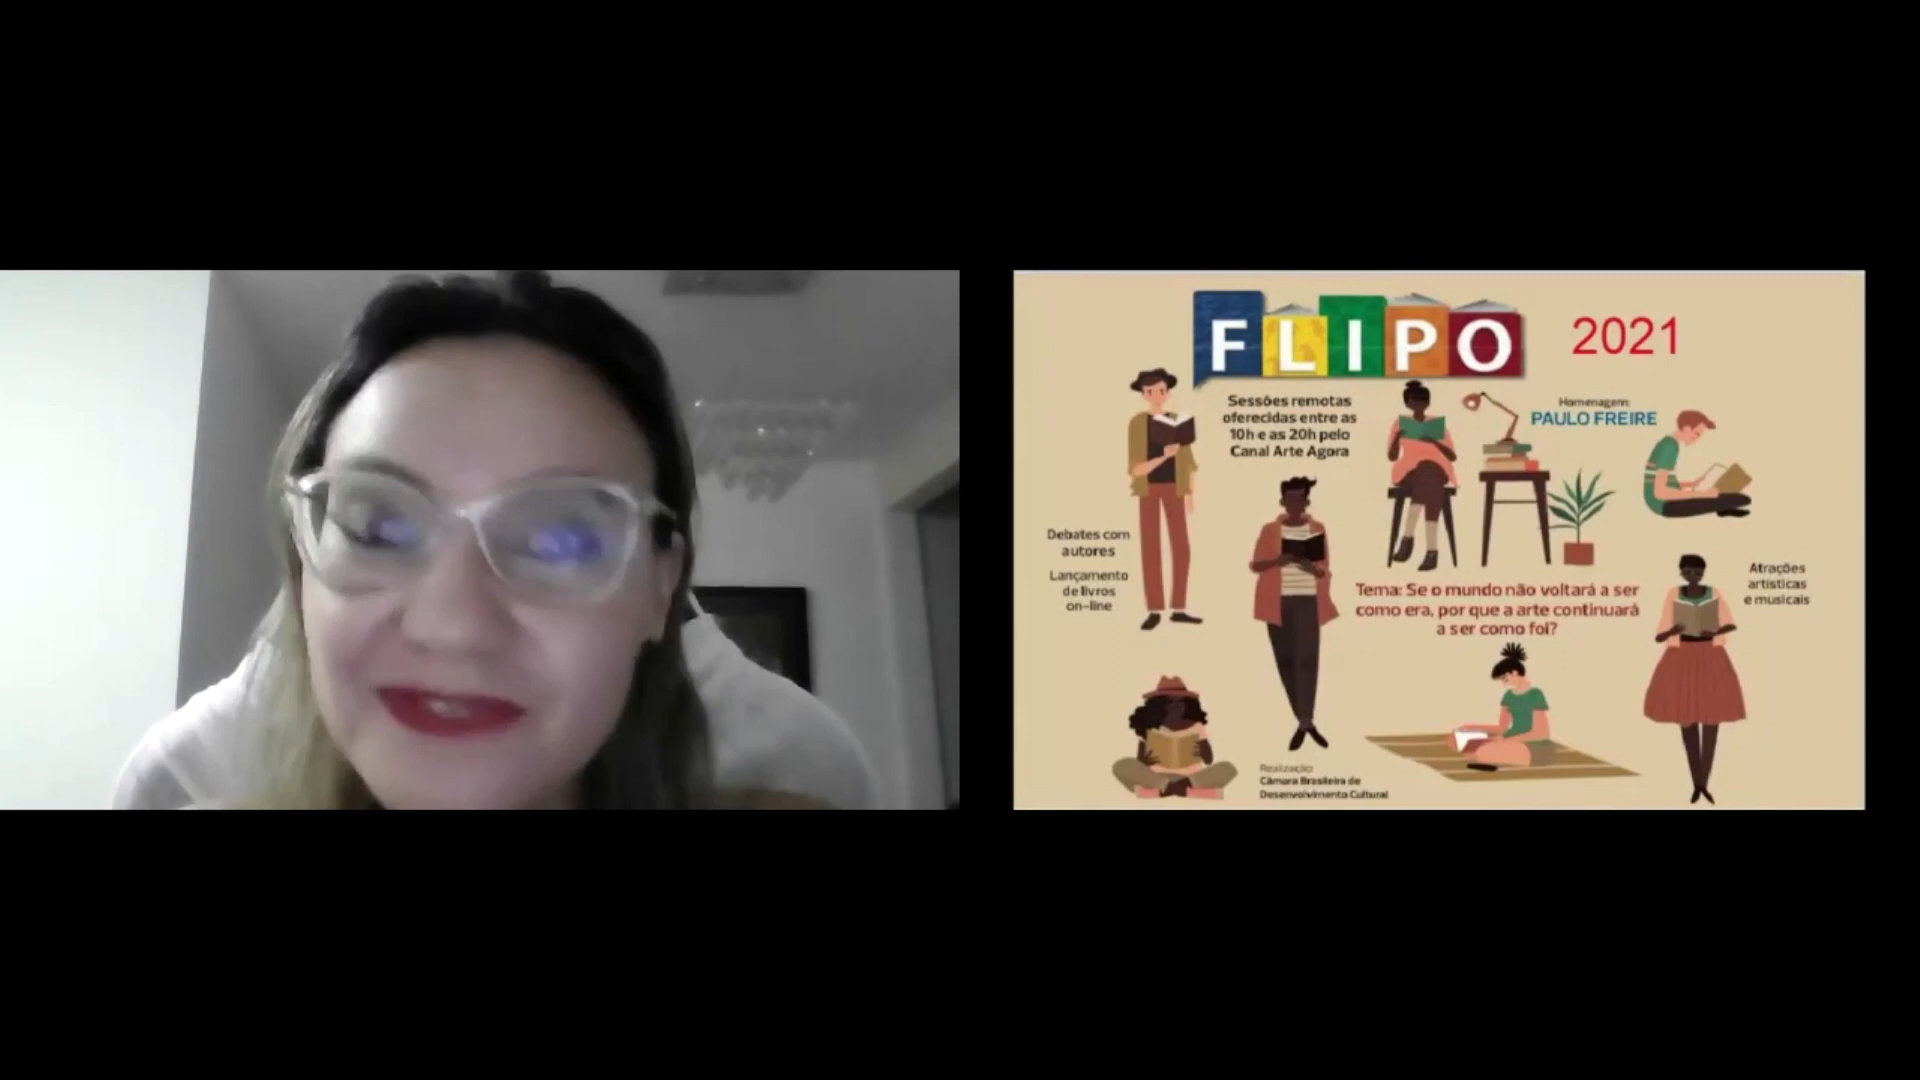 FLIPO
2021
Sessões remotas
oferecidas entre as
10h e as 20h pelo
Canal Arte Agora
Homenagem:
PAULO FREIRE
Debates com
autores
Lançamento
de livros
on-line
Tema: Se o mundo não voltará a ser
como era, por que a arte continuará
a ser como foi?
Atrações
artísticas
e musicais
Realização:
Câmara Brasileira de
Desenvolvimento Cultural